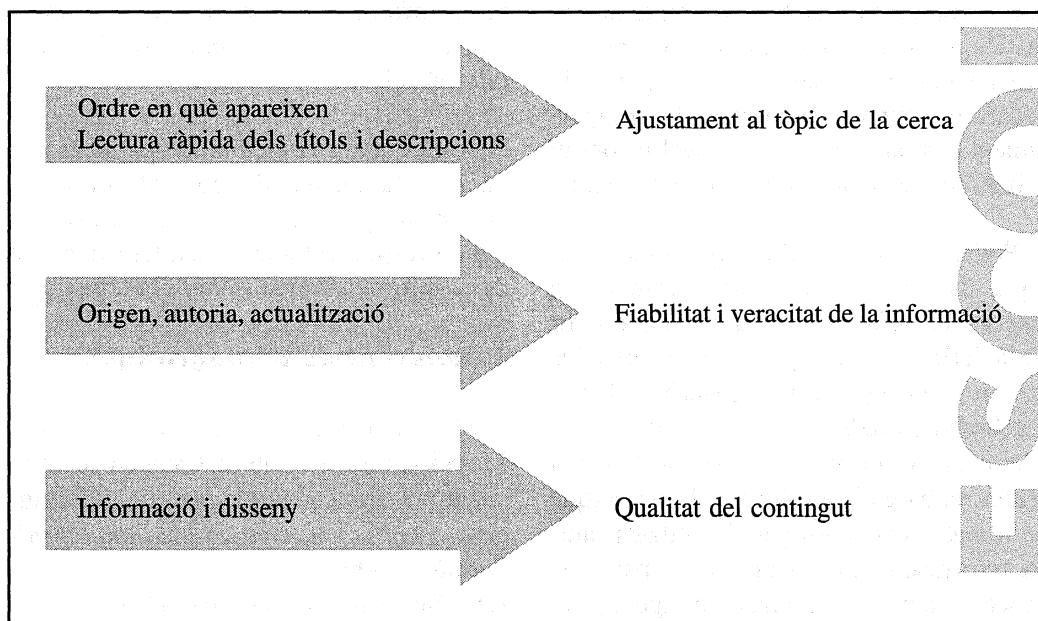 Ordre en què apareixen
Lectura ràpida dels títols i descripcions
Ajustament al tòpic de la cerca
Origen, autoria, actualització
Fiabilitat i veracitat de la informació
Informació i disseny
Qualitat del contingut
ESCOL